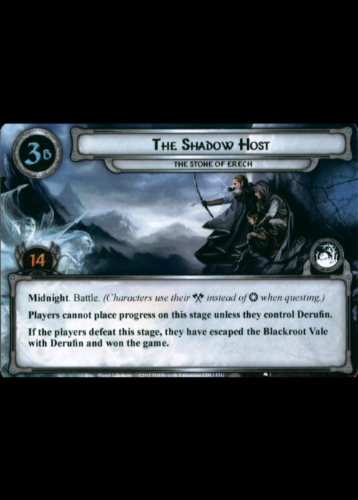 3B
THE SHADOW HOST
THE STONE OF ERECH
14
Midnight. Battle. (Characters use their instead of when questing.)
Players cannot place progress on this stage unless they control Derufin.
If the players defeat this stage, they have escaped the Blackroot Vale
with Derufin and won the game.